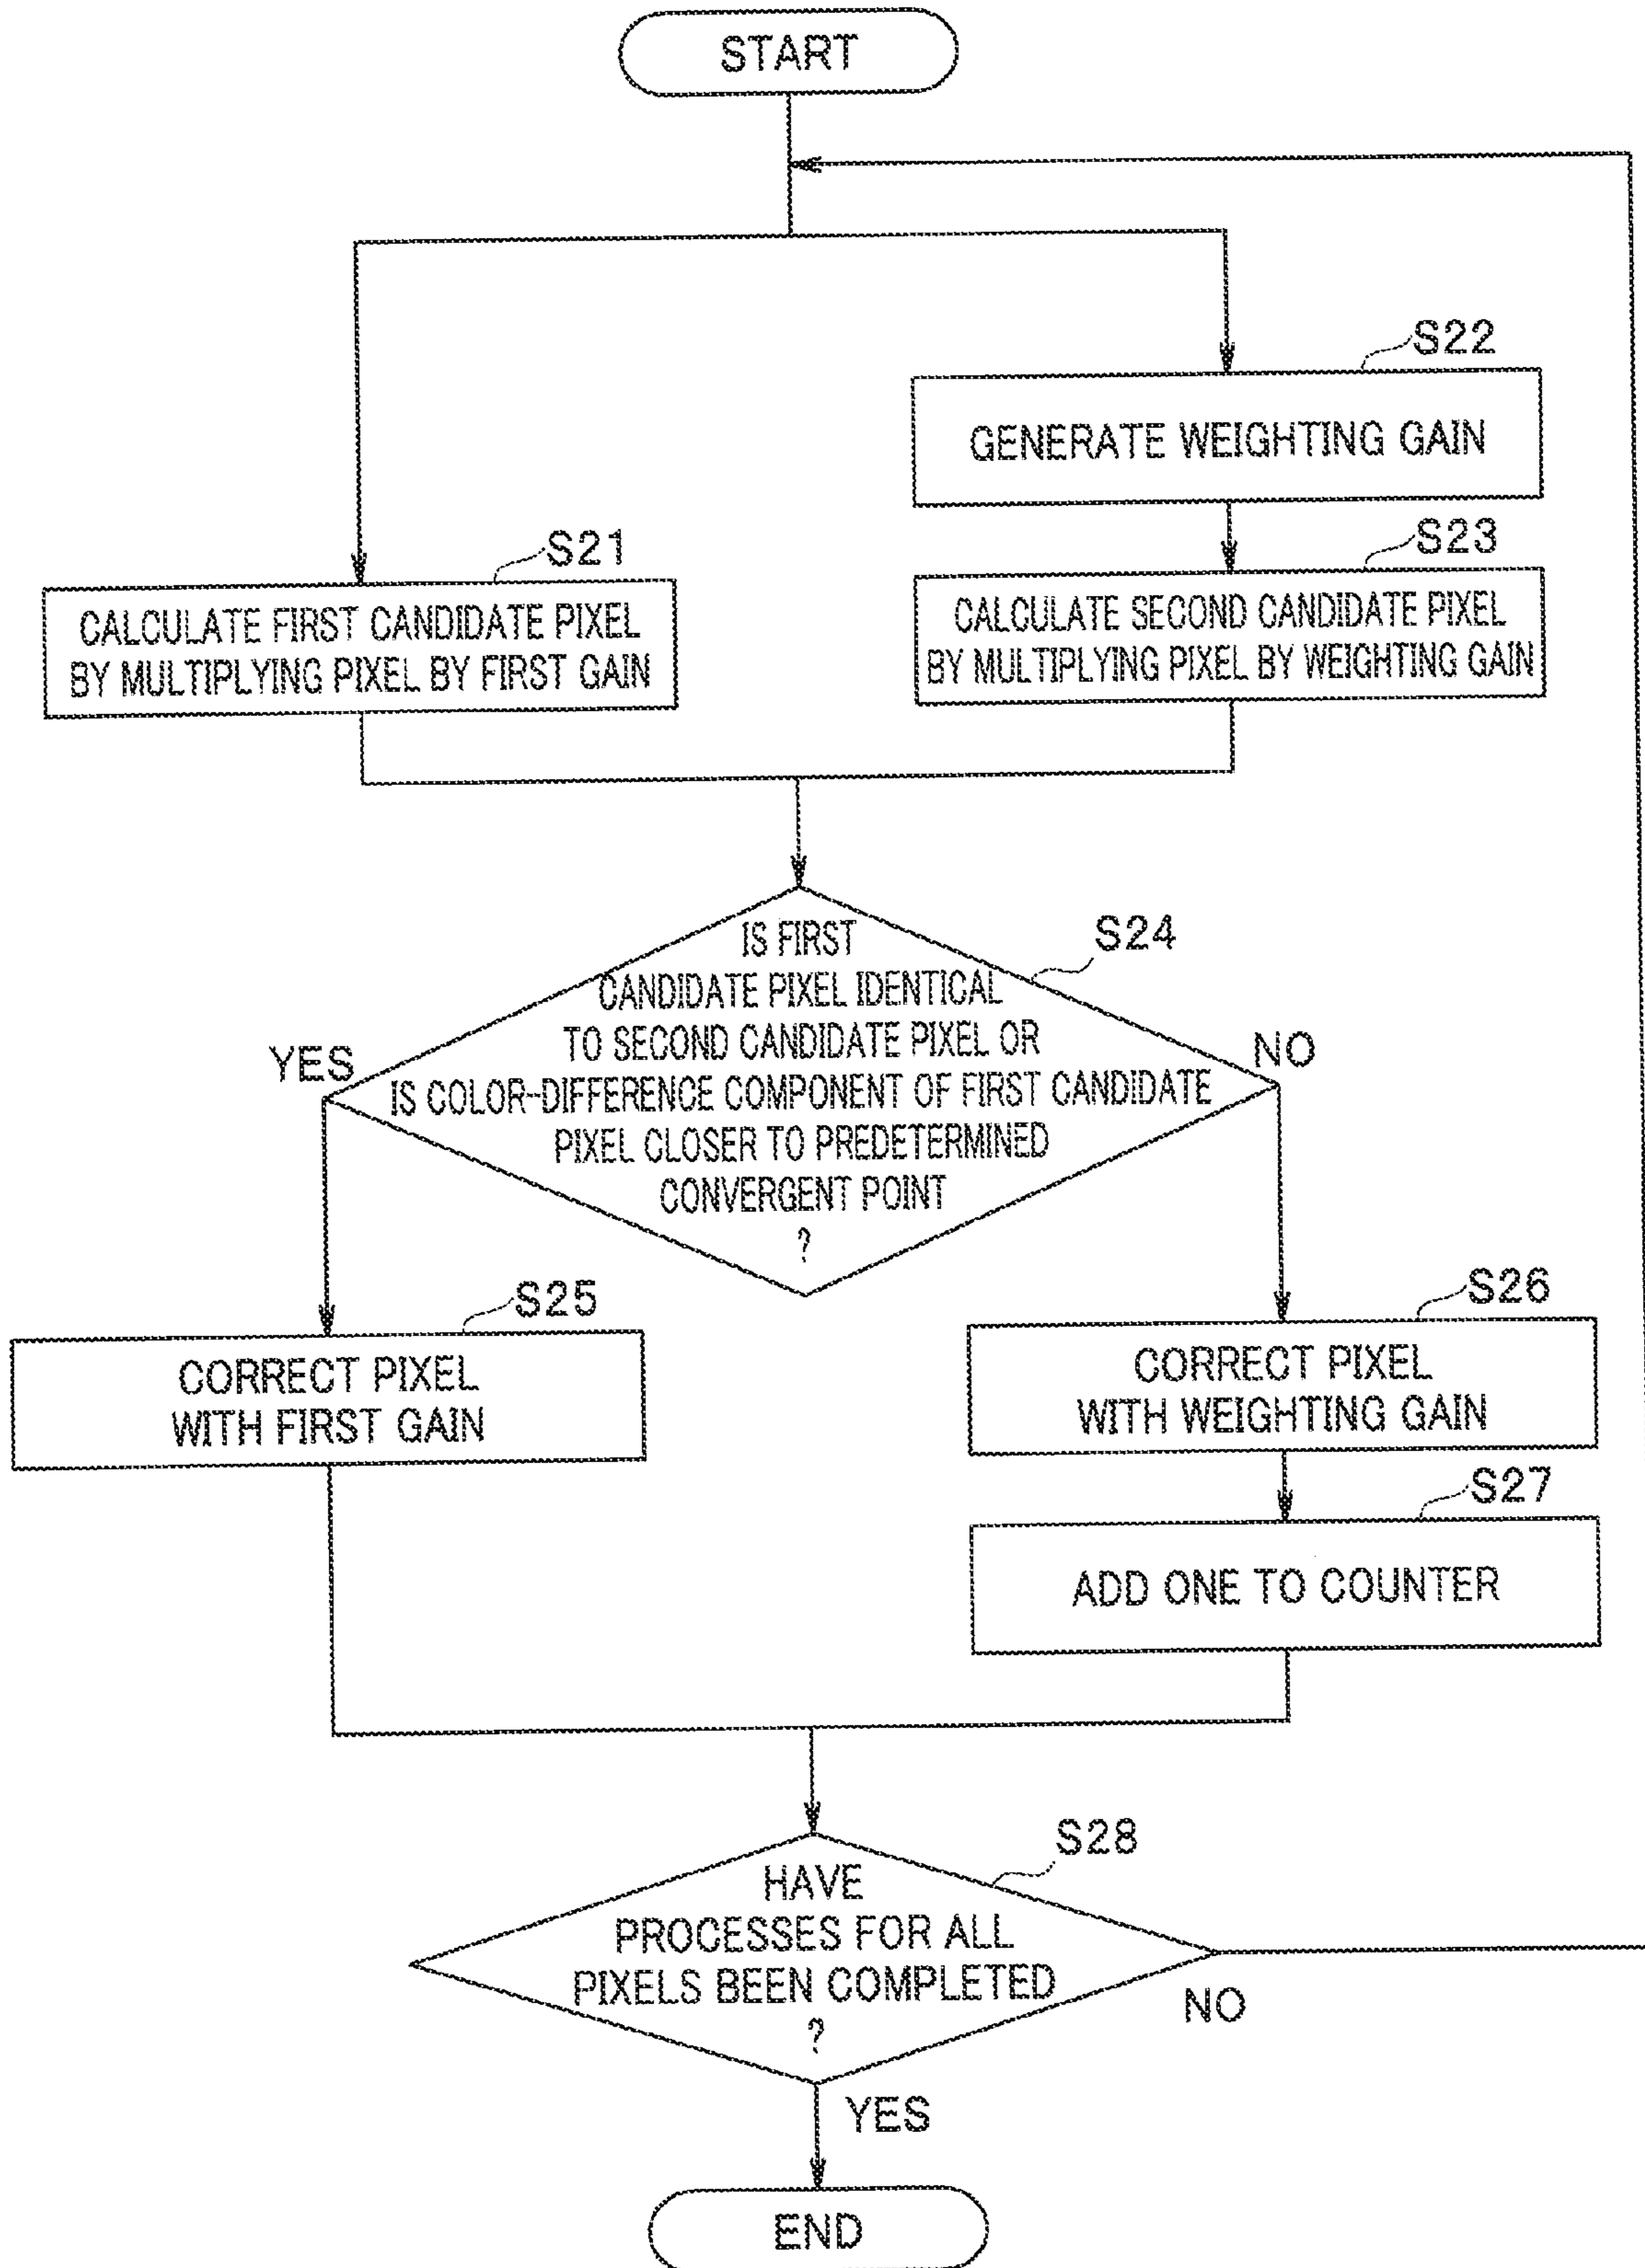 START
S22
GENERATE WEIGHTING GAIN
S21
CALCULATE FIRST CANDIDATE PIXEL
BY MULTIPLYING PIXEL BY FIRST GAIN
S23
CALCULATE SECOND CANDIDATE PIXEL
BY MULTIPLYING PIXEL BY WEIGHTING GAIN
S24
IS FIRST
CANDIDATE PIXEL IDENTICAL
TO SECOND CANDIDATE PIXEL OR
IS COLOR-DIFFERENCE COMPONENT OF FIRST CANDIDATE
PIXEL CLOSER TO PREDETERMINED
CONVERGENT POINT
?
YES
NO
S25
CORRECT PIXEL
WITH FIRST GAIN
S26
CORRECT PIXEL
WITH WEIGHTING GAIN
S27
ADD ONE TO COUNTER
S28
HAVE
PROCESSES FOR ALL
PIXELS BEEN COMPLETED
?
NO
YES
END